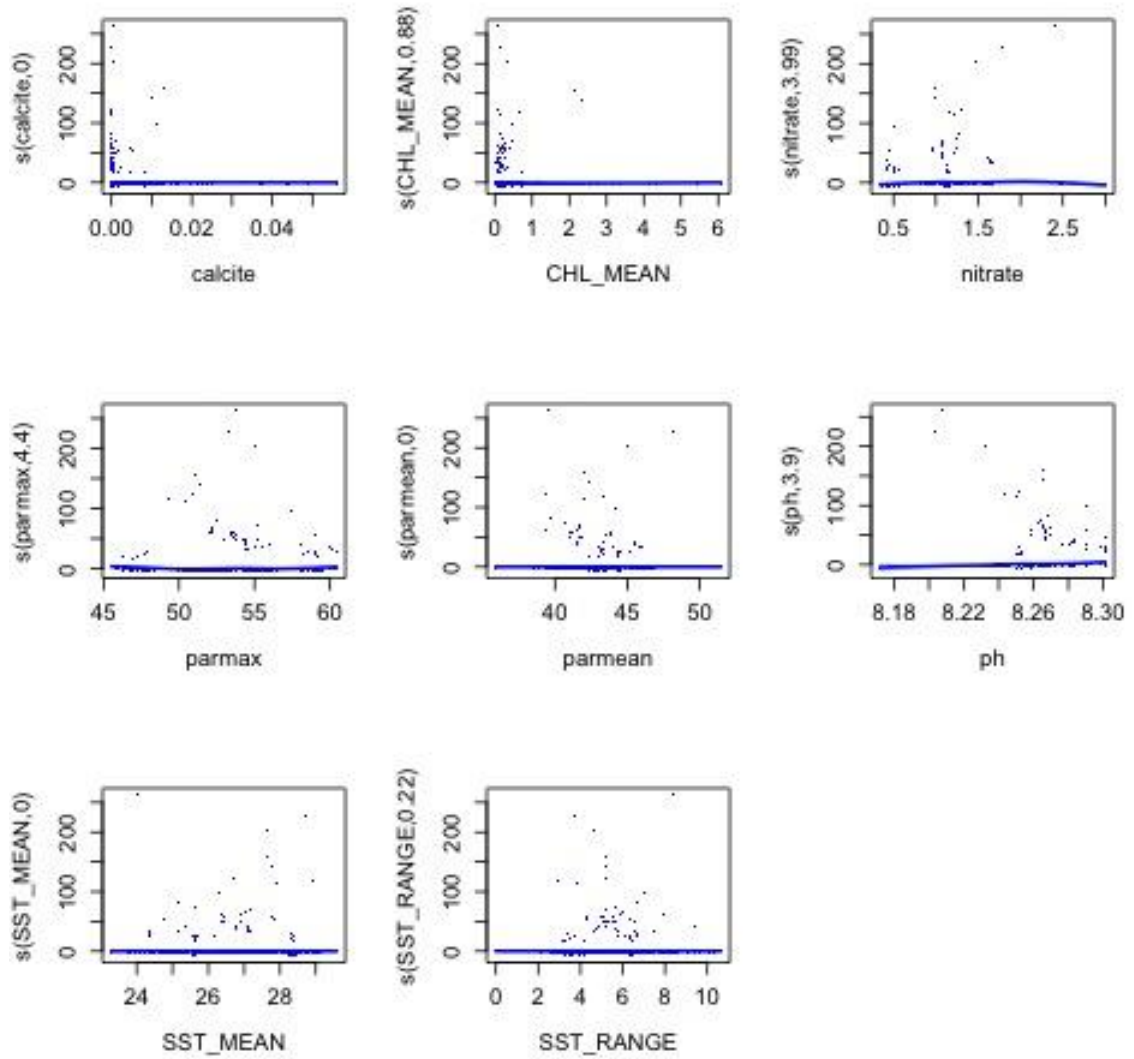 s(calcite,0)
0 100 200
0.00 0.02 0.04
calcite
s(CHL_MEAN,0.88)
0 100 200
0 1 2 3 4 5 6
CHL_MEAN
s(nitrate,3.99)
0 100 200
0.5 1.5 2.5
nitrate
s(parmax,4.4)
0 100 200
45 50 55 60
parmax
s(parmean,0)
0 100 200
40 45 50
parmean
s(ph,3.9)
0 100 200
8.18 8.22 8.26 8.30
ph
s(SST_MEAN,0)
0 100 200
24 26 28
SST_MEAN
s(SST_RANGE,0.22)
0 100 200
0 2 4 6 8 10
SST_RANGE